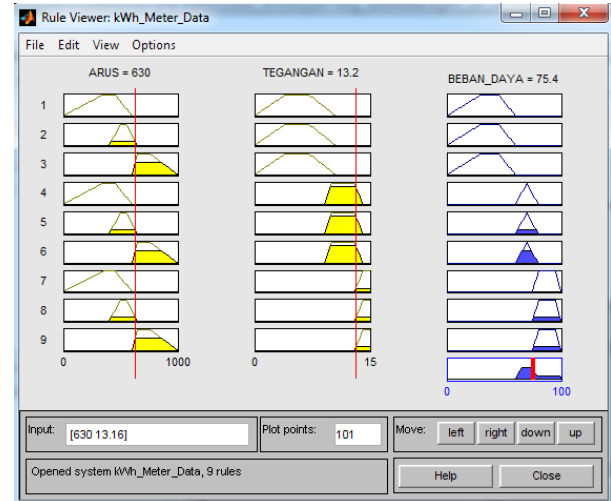 Rule Viewer: kWh_Meter_Data
File Edit View Options
ARUS = 630 TEGANGAN = 13.2 BEBAN_DAYA = 75.4
1
2
3
4
5
6
7
8
9
0 1000 0 15
0 100
Input: [630 13.16] Plot points: 101 Move: left right down up
Opened system kWh_Meter_Data, 9 rules Help Close